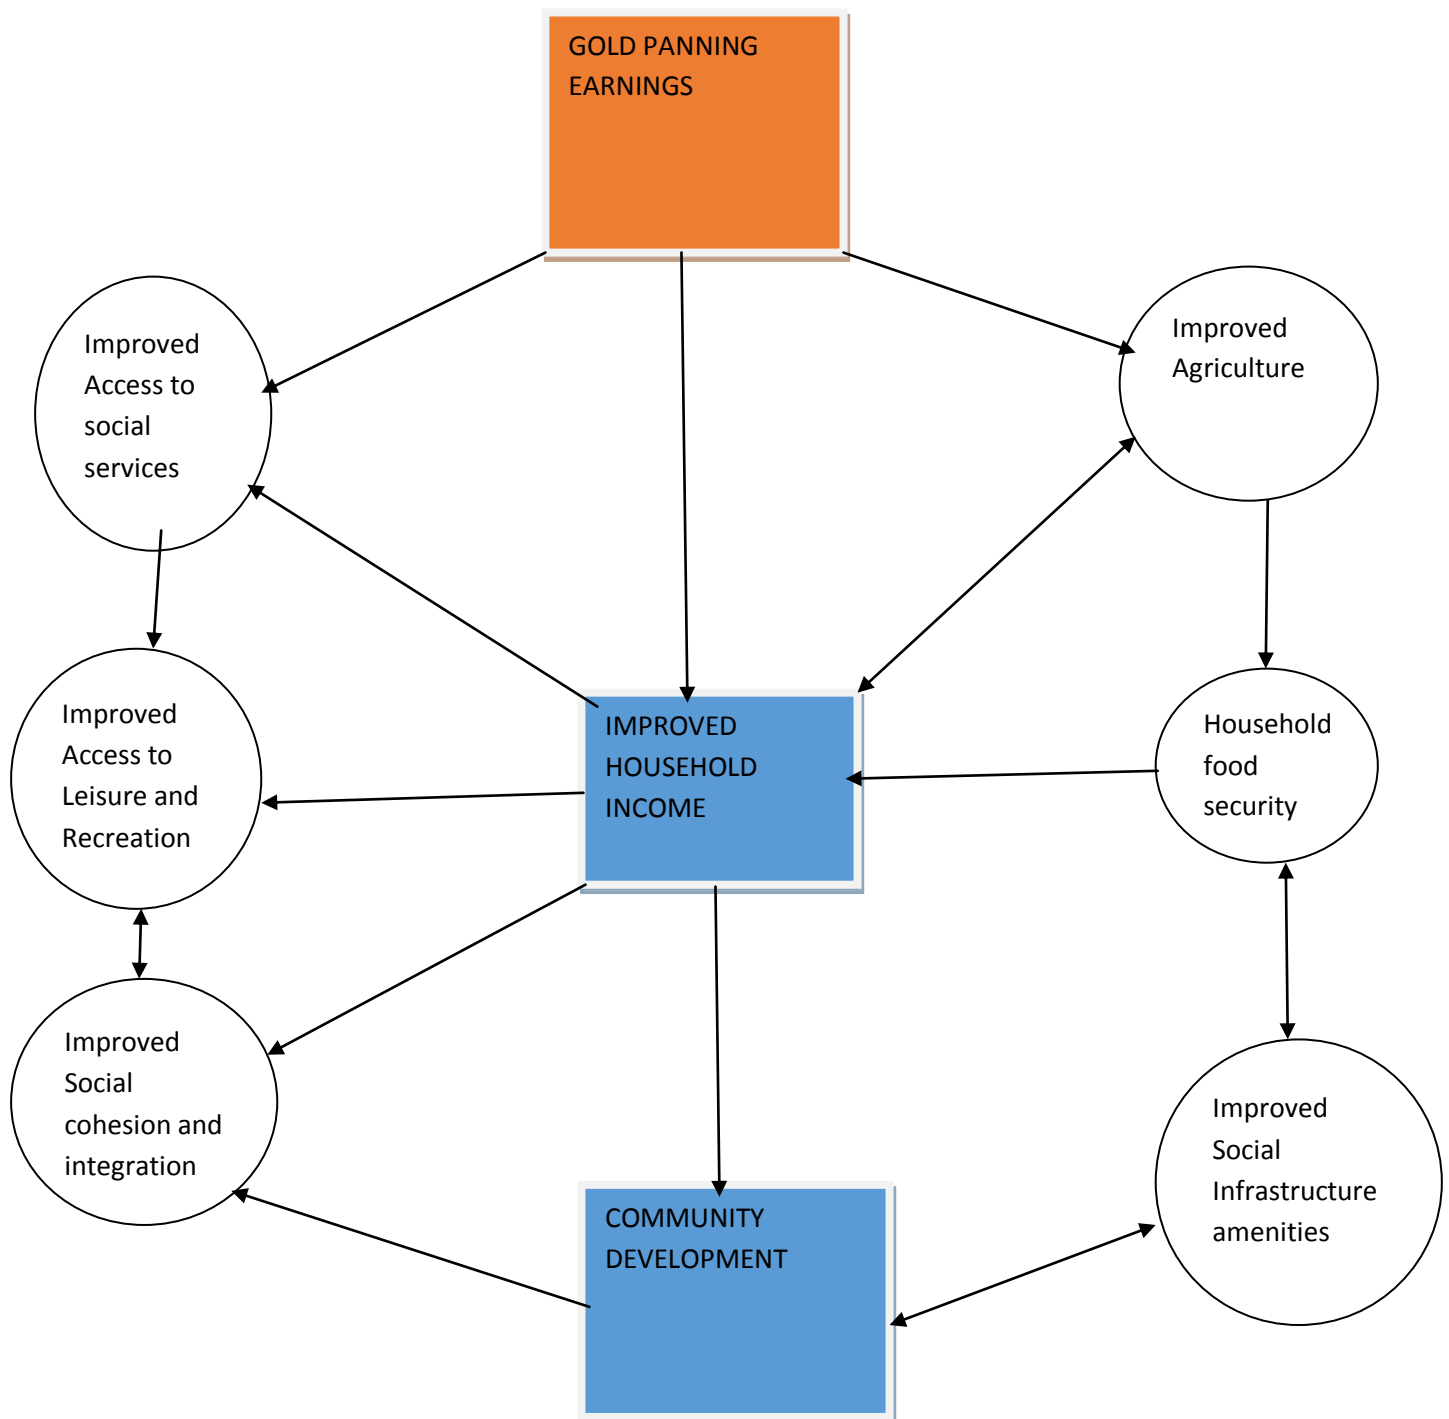 GOLD PANNING
EARNINGS
Improved
Access to
social
services
Improved
Agriculture
Improved
Access to
Leisure and
Recreation
IMPROVED
HOUSEHOLD
INCOME
Household
food
security
Improved
Social
cohesion and
integration
Improved
Social
Infrastructure
amenities
COMMUNITY
DEVELOPMENT